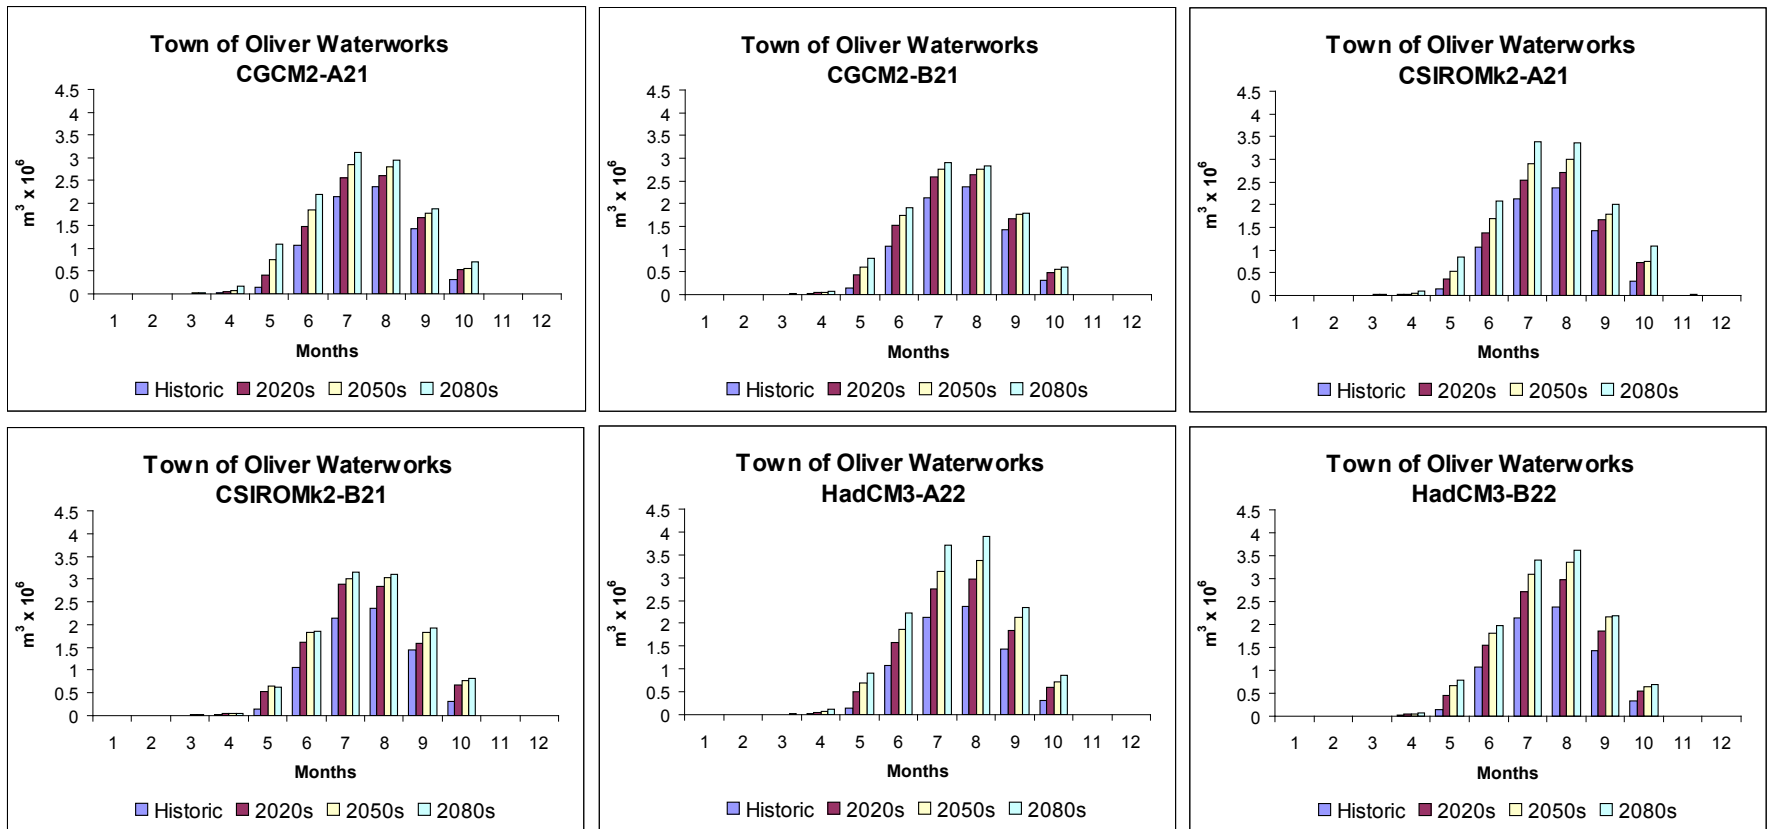 Town of Oliver Waterworks
CGCM2-A21
4.5
4
3.5
3
2.5
2
1.5
1
0.5
0
m³ x 10⁶
1 2 3 4 5 6 7 8 9 10 11 12
Months
Historic 2020s 2050s 2080s
Town of Oliver Waterworks
CGCM2-B21
4.5
4
3.5
3
2.5
2
1.5
1
0.5
0
m³ x 10⁶
1 2 3 4 5 6 7 8 9 10 11 12
Months
Historic 2020s 2050s 2080s
Town of Oliver Waterworks
CSIROMk2-A21
4.5
4
3.5
3
2.5
2
1.5
1
0.5
0
m³ x 10⁶
1 2 3 4 5 6 7 8 9 10 11 12
Months
Historic 2020s 2050s 2080s
Town of Oliver Waterworks
CSIROMk2-B21
4.5
4
3.5
3
2.5
2
1.5
1
0.5
0
m³ x 10⁶
1 2 3 4 5 6 7 8 9 10 11 12
Months
Historic 2020s 2050s 2080s
Town of Oliver Waterworks
HadCM3-A22
4.5
4
3.5
3
2.5
2
1.5
1
0.5
0
m³ x 10⁶
1 2 3 4 5 6 7 8 9 10 11 12
Months
Historic 2020s 2050s 2080s
Town of Oliver Waterworks
HadCM3-B22
4.5
4
3.5
3
2.5
2
1.5
1
0.5
0
m³ x 10⁶
1 2 3 4 5 6 7 8 9 10 11 12
Months
Historic 2020s 2050s 2080s